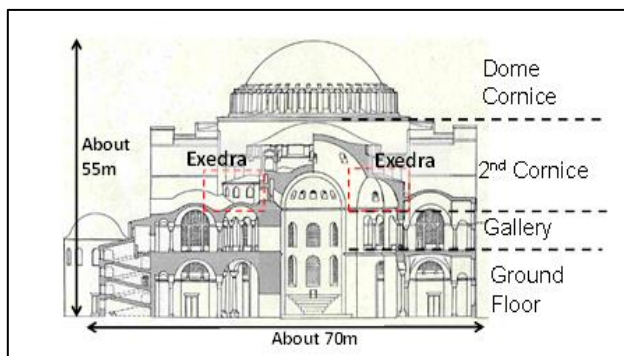 Dome
Cornice
About
55m
Exedra
Exedra
2nd Cornice
Gallery
Ground
Floor
About 70m